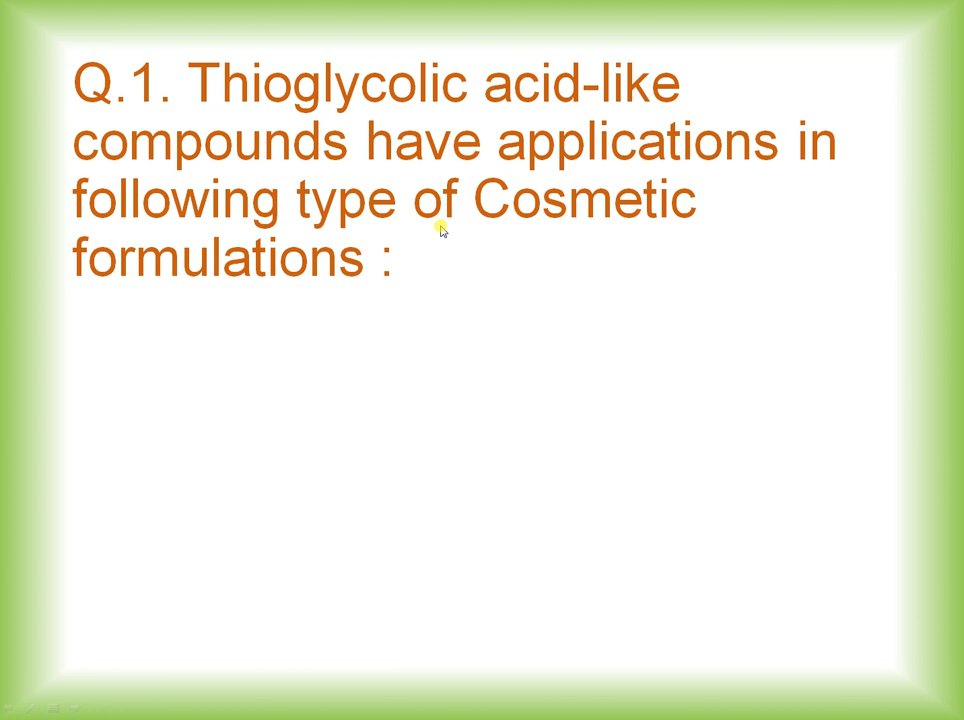 Q.1. Thioglycolic acid-like
compounds have applications in
following type of Cosmetic
formulations :